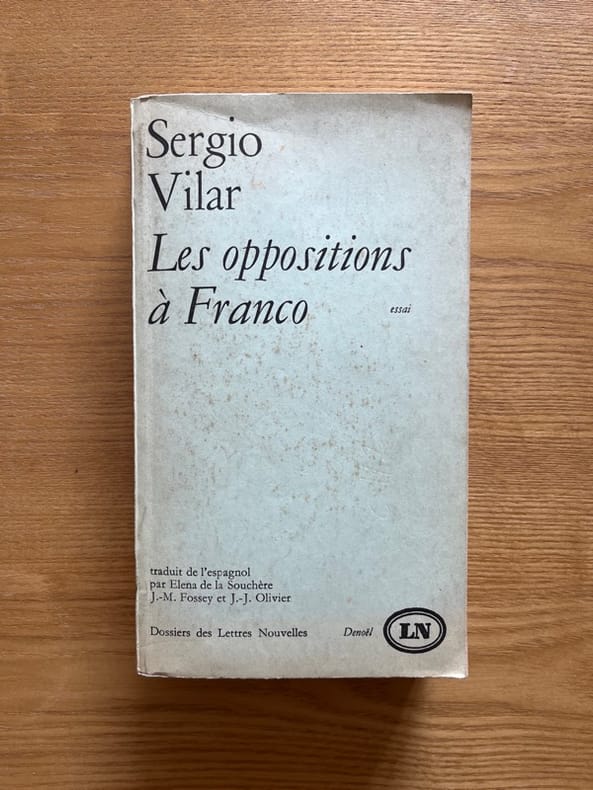 Sergio
Vilar
Les oppositions
à Franco
essai
traduit de l'espagnol
par Elena de la Souchère
J.-M. Fossey et J.-J. Olivier
Dossiers des Lettres Nouvelles
Denoël
LN